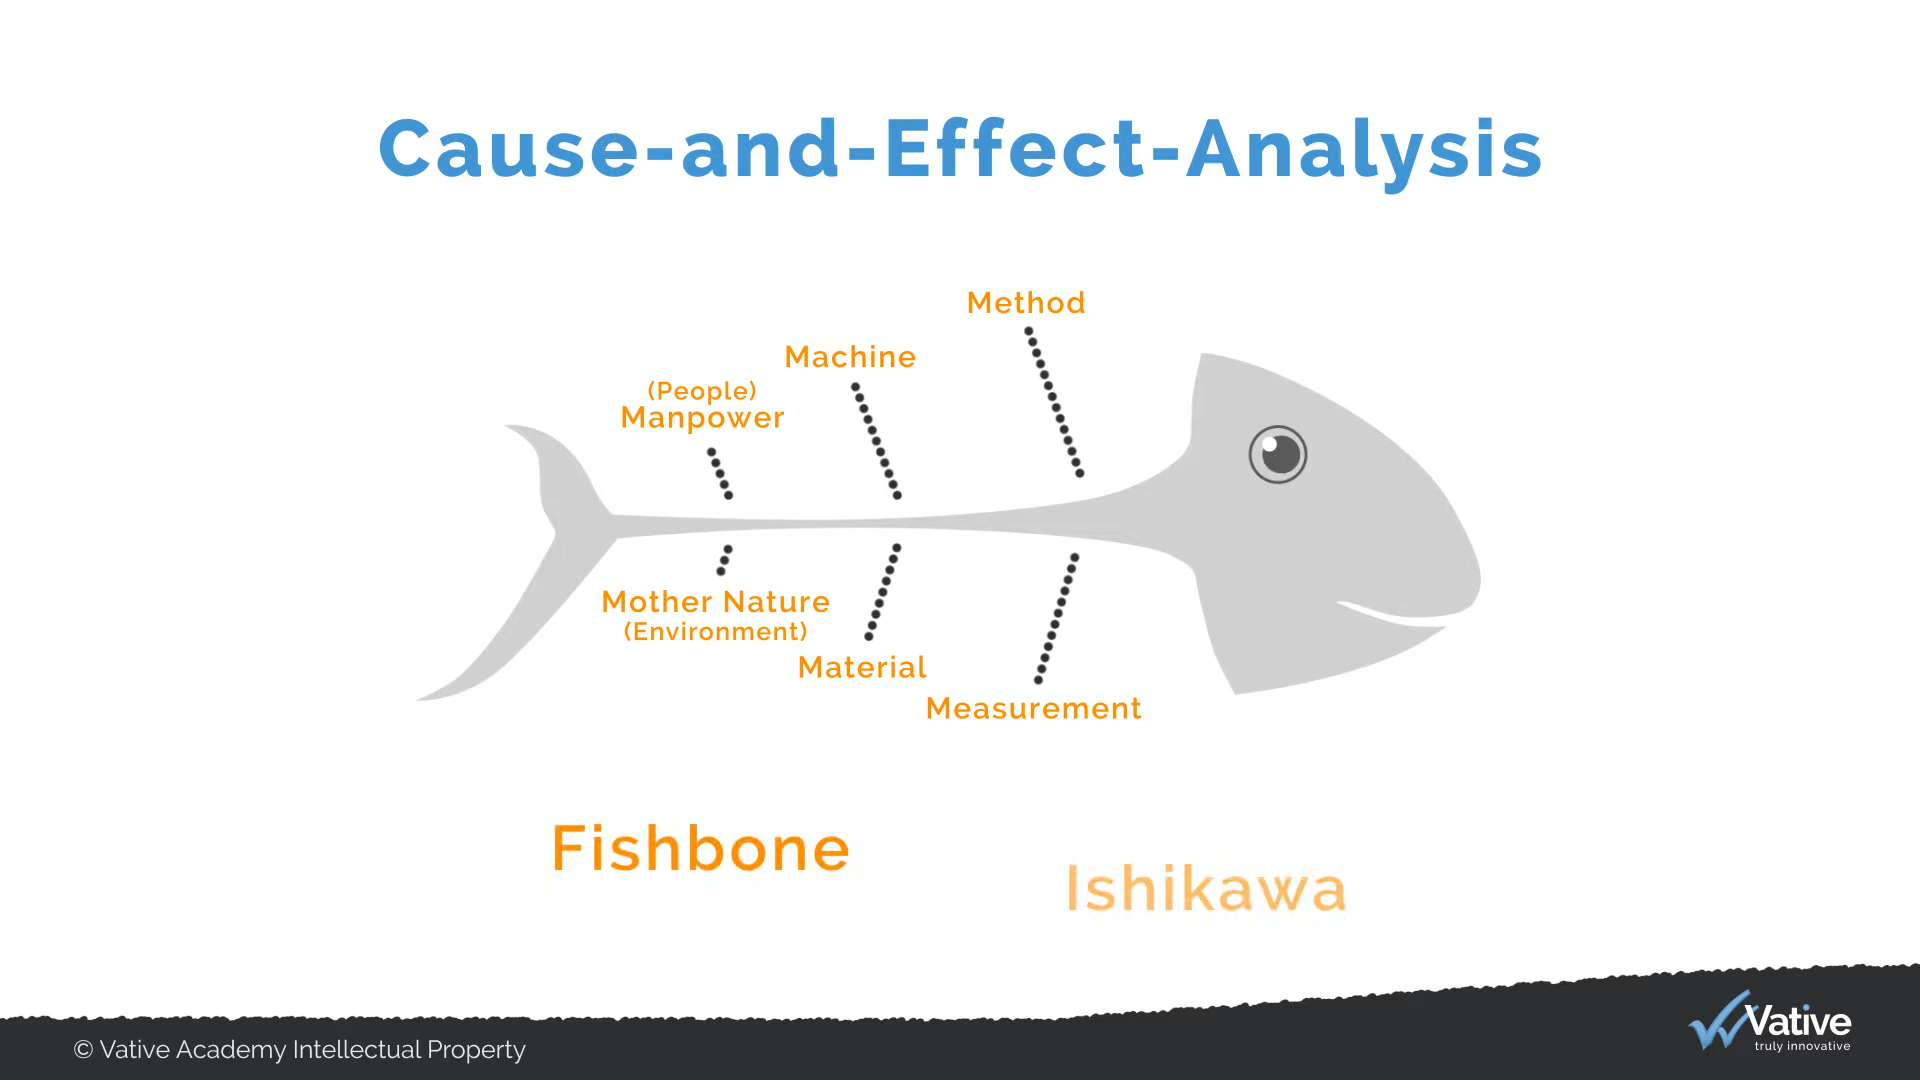 Cause-and-Effect-Analysis
Method
Machine
(People)
Manpower
Mother Nature
(Environment)
Material
Measurement
Fishbone
Ishikawa
© Vative Academy Intellectual Property
Vative
truly innovative